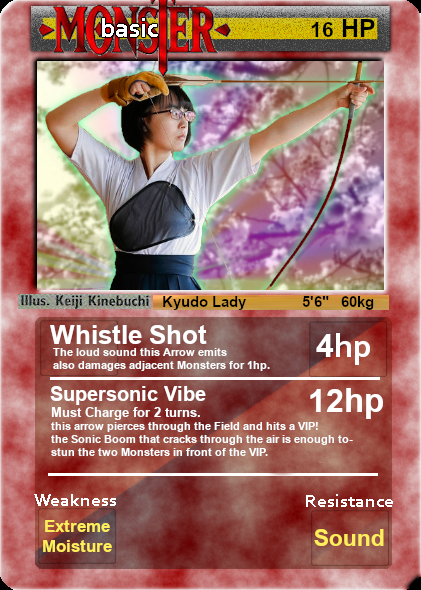 MONSTER
basic
16 HP
Illus. Keiji Kinebuchi
Kyudo Lady
5'6" 60kg
Whistle Shot
4hp
The loud sound this Arrow emits
also damages adjacent Monsters for 1hp.
Supersonic Vibe
12hp
Must Charge for 2 turns.
this arrow pierces through the Field and hits a VIP!
the Sonic Boom that cracks through the air is enough to-
stun the two Monsters in front of the VIP.
Weakness
Resistance
Extreme
Moisture
Sound